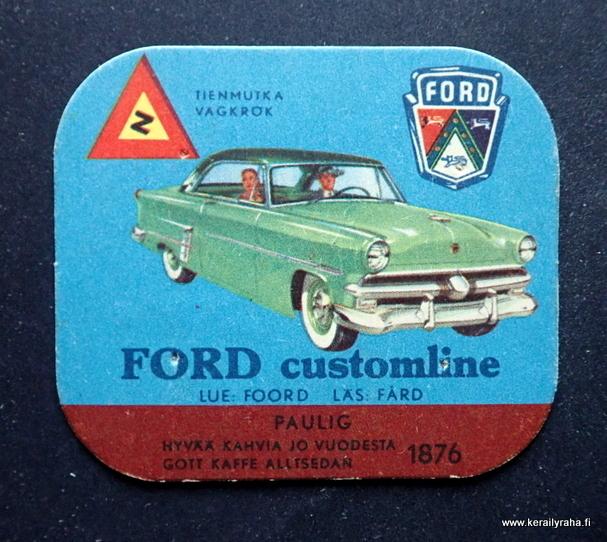 TIENMUTKA
VÄGKRÖK
FORD
FORD customline
LUE: FOORD LÄS: FÅRD
PAULIG
HYVÄÄ KAHVIA JO VUODESTA 1876
GOTT KAFFE ALLTSEDAN
www.kerailyraha.fi